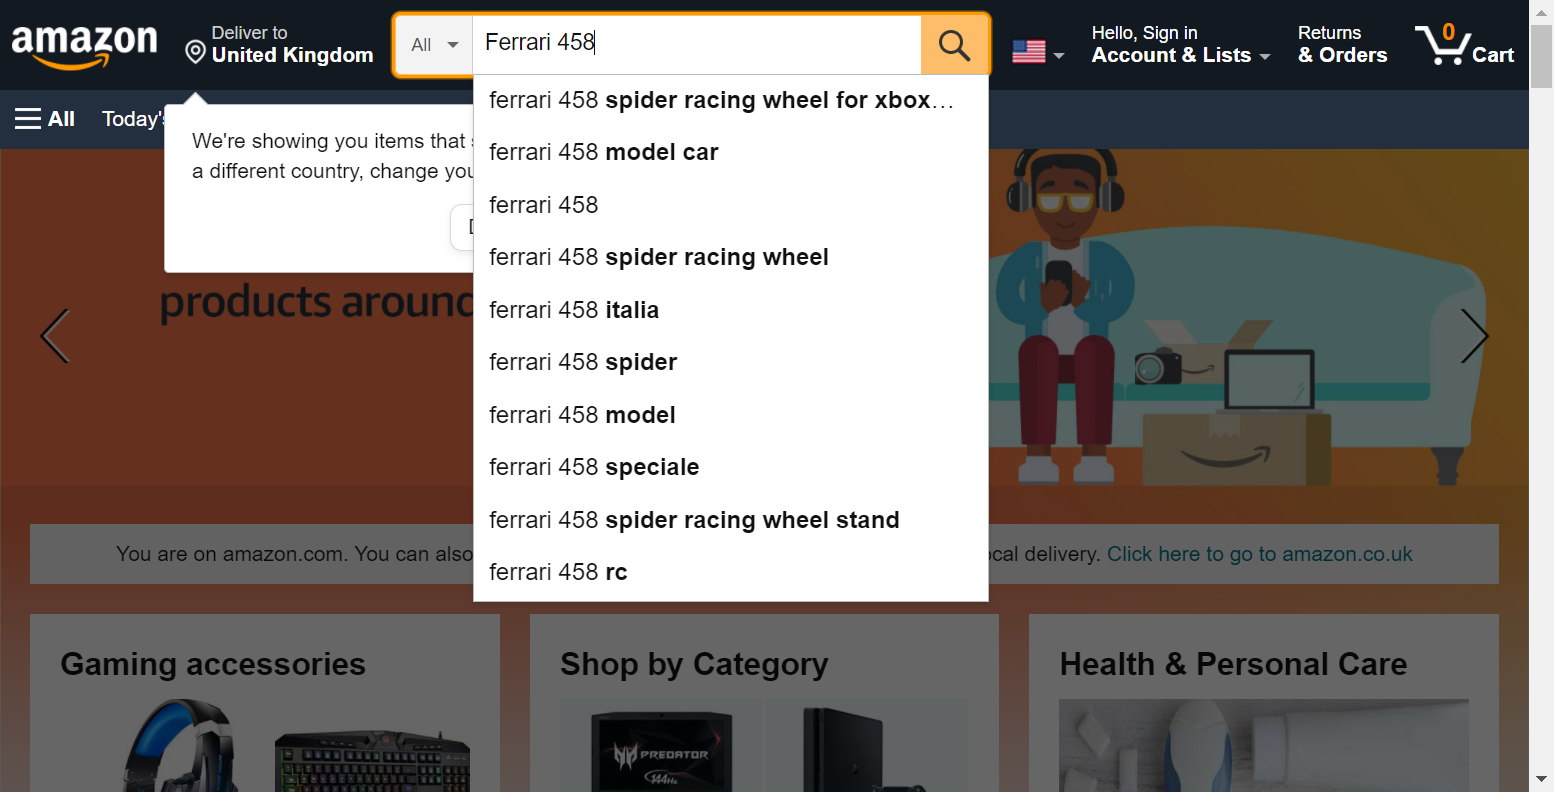 amazon
Deliver to
United Kingdom
All
Ferrari 458
Hello, Sign in
Account & Lists
Returns
& Orders
0
Cart
All
Today's
We're showing you items that
a different country, change you
ferrari 458 spider racing wheel for xbox…
ferrari 458 model car
ferrari 458
ferrari 458 spider racing wheel
ferrari 458 italia
ferrari 458 spider
ferrari 458 model
ferrari 458 speciale
ferrari 458 spider racing wheel stand
ferrari 458 rc
products around
You are on amazon.com. You can also
local delivery. Click here to go to amazon.co.uk
Gaming accessories
Shop by Category
Health & Personal Care
PREDATOR
144Hz